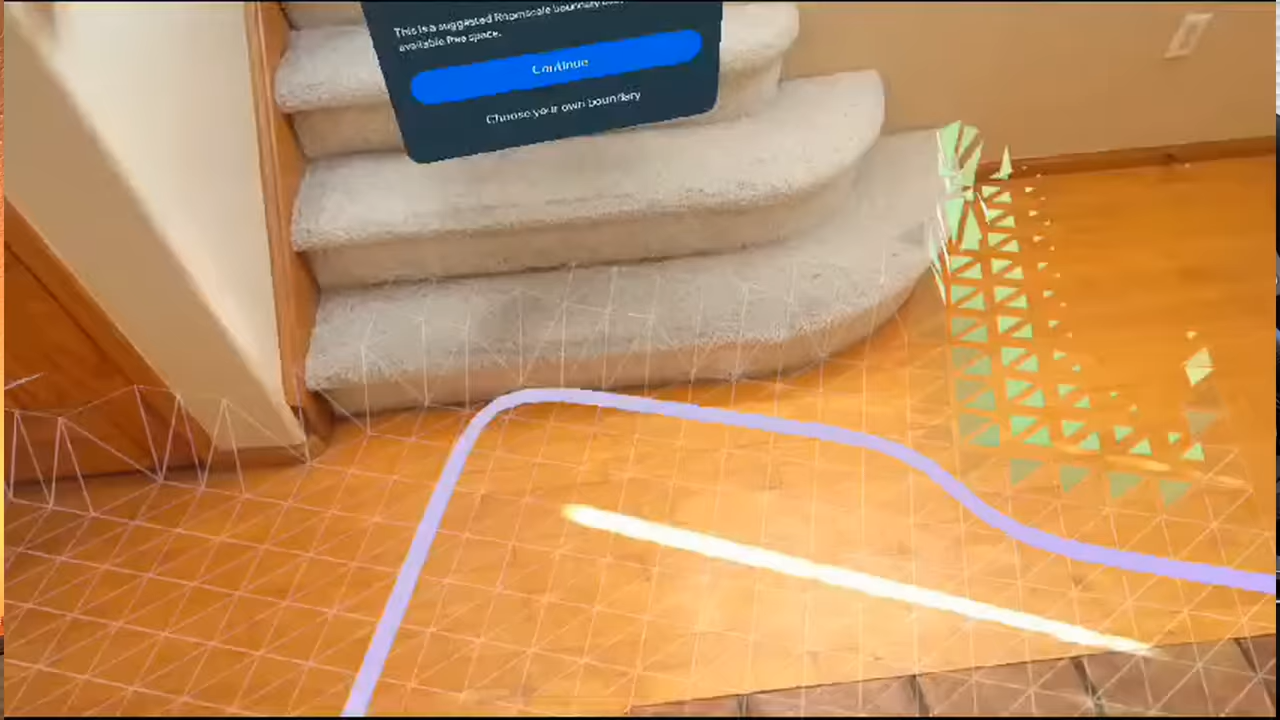 This is a suggested Roomscale boundary
available free space.
Continue
Choose your own boundary